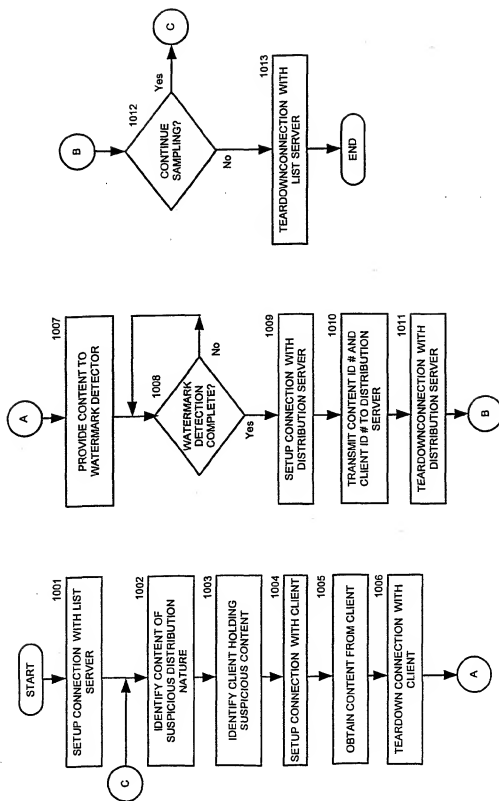 START
1001
SETUP CONNECTION WITH LIST
SERVER
C
1002
IDENTIFY CONTENT OF
SUSPICIOUS DISTRIBUTION
NATURE
1003
IDENTIFY CLIENT HOLDING
SUSPICIOUS CONTENT
1004
SETUP CONNECTION WITH CLIENT
1005
OBTAIN CONTENT FROM CLIENT
1006
TEARDOWN CONNECTION WITH
CLIENT
A
A
1007
PROVIDE CONTENT TO
WATERMARK DETECTOR
1008
WATERMARK
DETECTION
COMPLETE?
No
Yes
1009
SETUP CONNECTION WITH
DISTRIBUTION SERVER
1010
TRANSMIT CONTENT ID # AND
CLIENT ID # TO DISTRIBUTION
SERVER
1011
TEARDOWNCONNECTION WITH
DISTRIBUTION SERVER
B
B
1012
CONTINUE
SAMPLING?
Yes
C
No
1013
TEARDOWNCONNECTION WITH
LIST SERVER
END